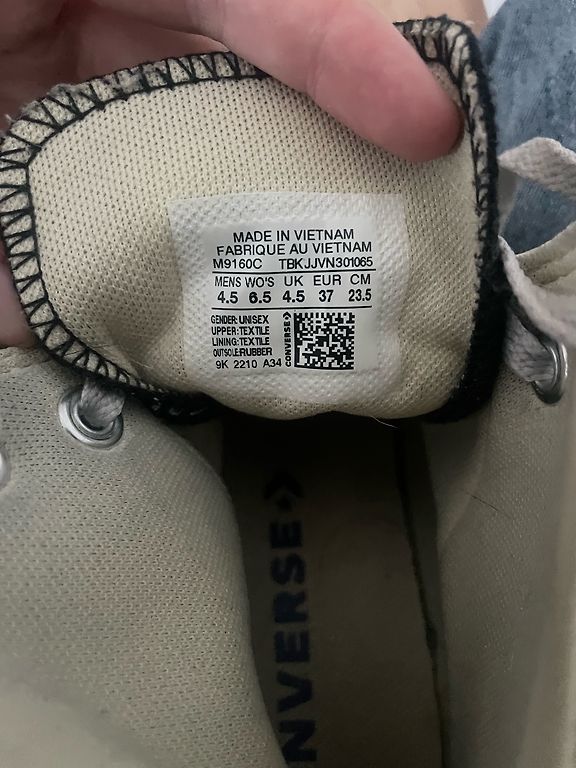 MADE IN VIETNAM
FABRIQUE AU VIETNAM
M9160C TBKJJVN301065
MENS WO'S UK EUR CM
4.5 6.5 4.5 37 23.5
GENDER: UNISEX
UPPER: TEXTILE
LINING: TEXTILE
OUTSOLE:RUBBER
9K 2210 A34
CONVERSE
NVERSE